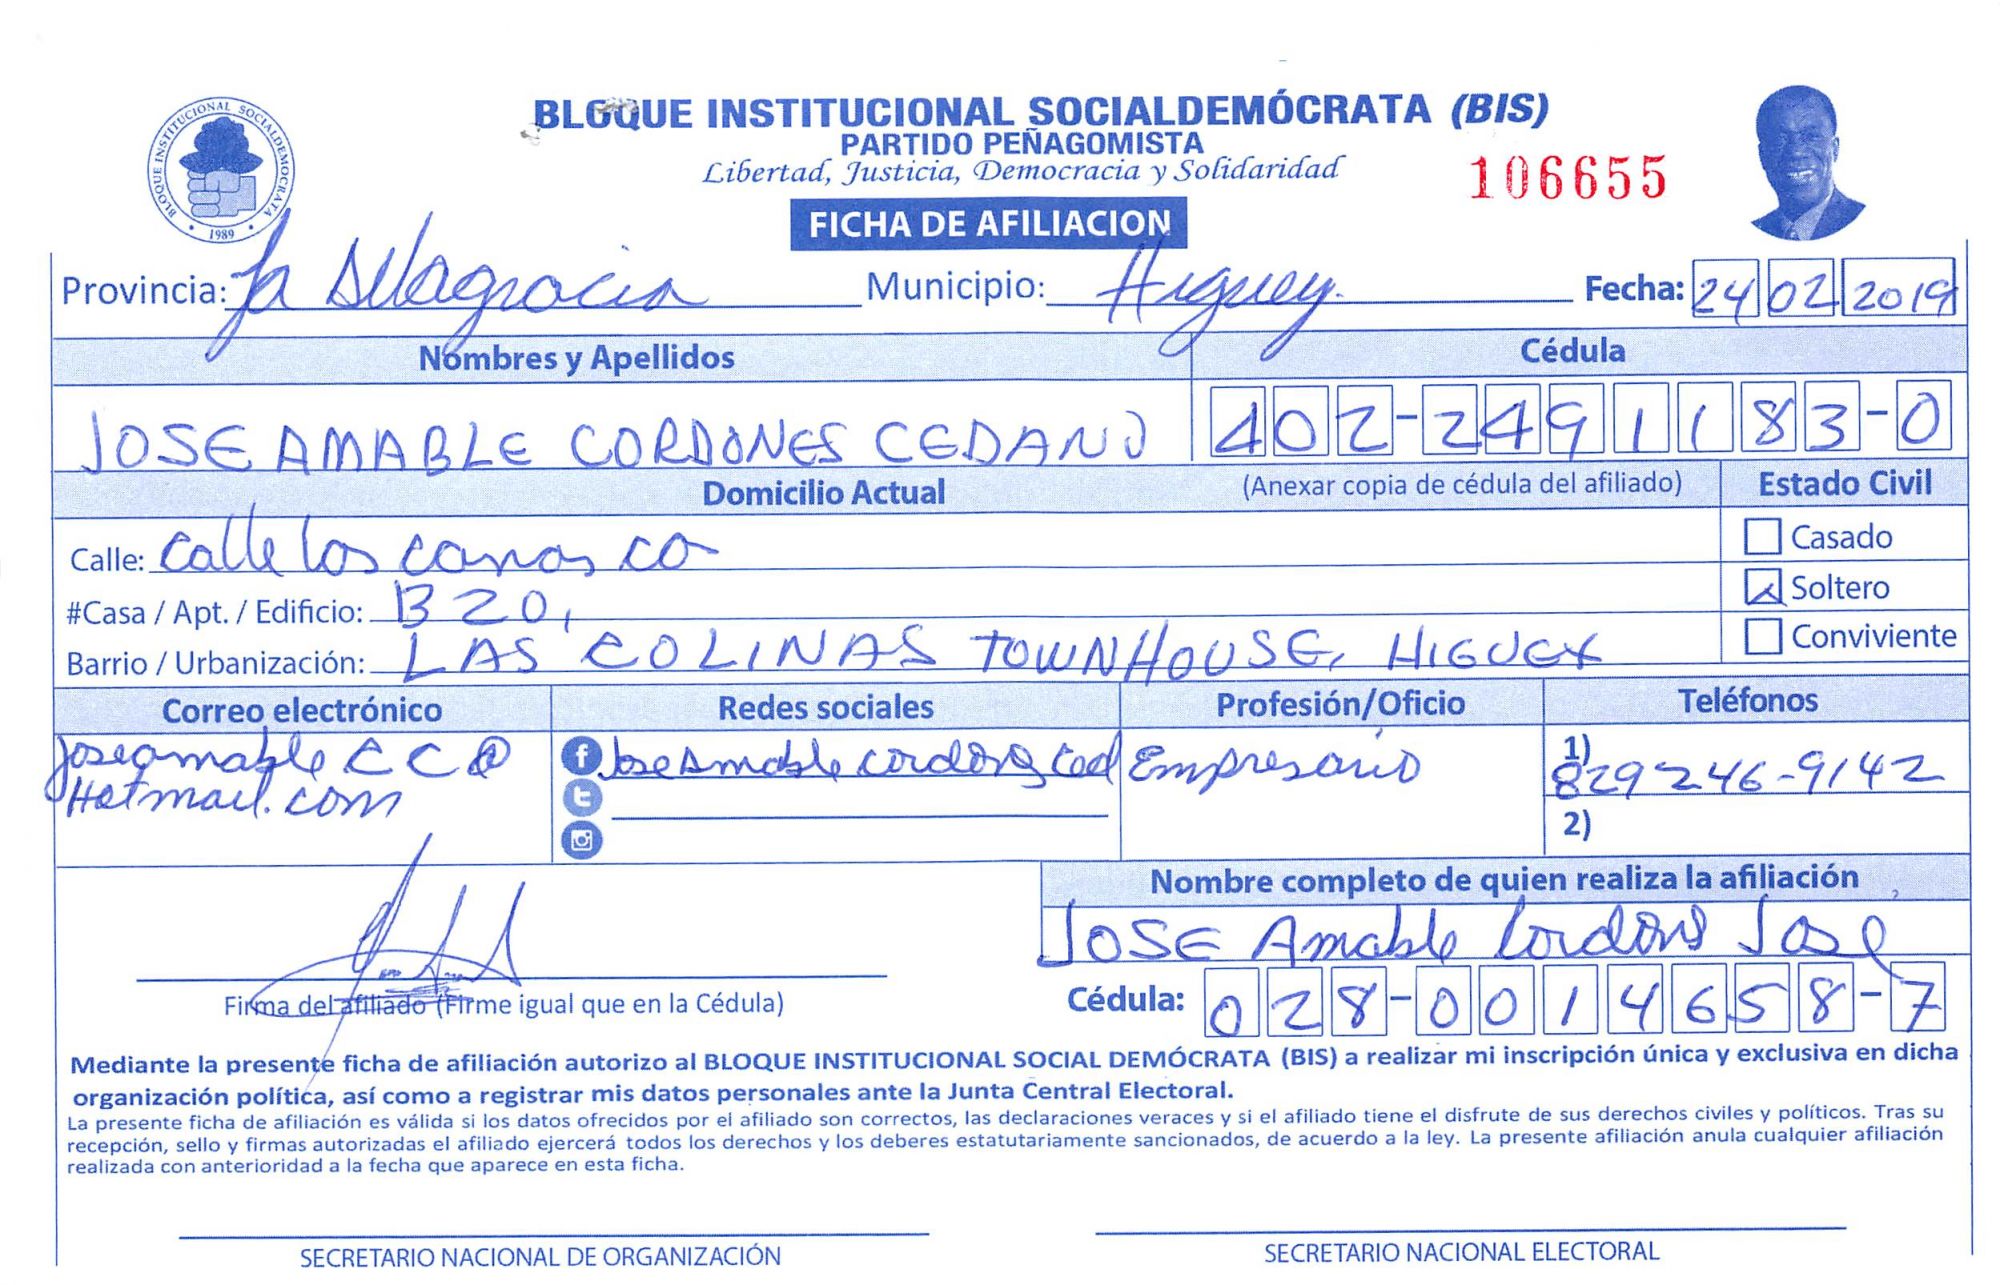 BLOQUE INSTITUCIONAL SOCIALDEMÓCRATA (BIS)
PARTIDO PEÑAGOMISTA
Libertad, Justicia, Democracia y Solidaridad
106655
BLOQUE INSTITUCIONAL SOCIALDEMOCRATA
• 1989 •
FICHA DE AFILIACION
Provincia: La Altagracia Municipio: Higuey. Fecha: 24 02 2019
Nombres y Apellidos Cédula
JOSE AMABLE CORDONES CEDANO 402-2491183-0
Domicilio Actual (Anexar copia de cédula del afiliado) Estado Civil
Calle: Calle los
Casado
#Casa / Apt. / Edificio: B 20,
Soltero
Barrio / Urbanización: LAS COLINAS TOWNHOUSE, HIGUEY
Conviviente
Correo electrónico Redes sociales Profesión/Oficio Teléfonos
Joseamable C C @
Hotmail.com
Jose Amable Cordones Ced
Empresario
1) 829 246-9142
2)
Nombre completo de quien realiza la afiliación
JOSE Amable Cordones Jose
Firma del afiliado (Firme igual que en la Cédula)
Cédula: 028-0014658-7
Mediante la presente ficha de afiliación autorizo al BLOQUE INSTITUCIONAL SOCIAL DEMÓCRATA (BIS) a realizar mi inscripción única y exclusiva en dicha
organización política, así como a registrar mis datos personales ante la Junta Central Electoral.
La presente ficha de afiliación es válida si los datos ofrecidos por el afiliado son correctos, las declaraciones veraces y si el afiliado tiene el disfrute de sus derechos civiles y políticos. Tras su
recepción, sello y firmas autorizadas el afiliado ejercerá todos los derechos y los deberes estatutariamente sancionados, de acuerdo a la ley. La presente afiliación anula cualquier afiliación
realizada con anterioridad a la fecha que aparece en esta ficha.
SECRETARIO NACIONAL DE ORGANIZACIÓN
SECRETARIO NACIONAL ELECTORAL